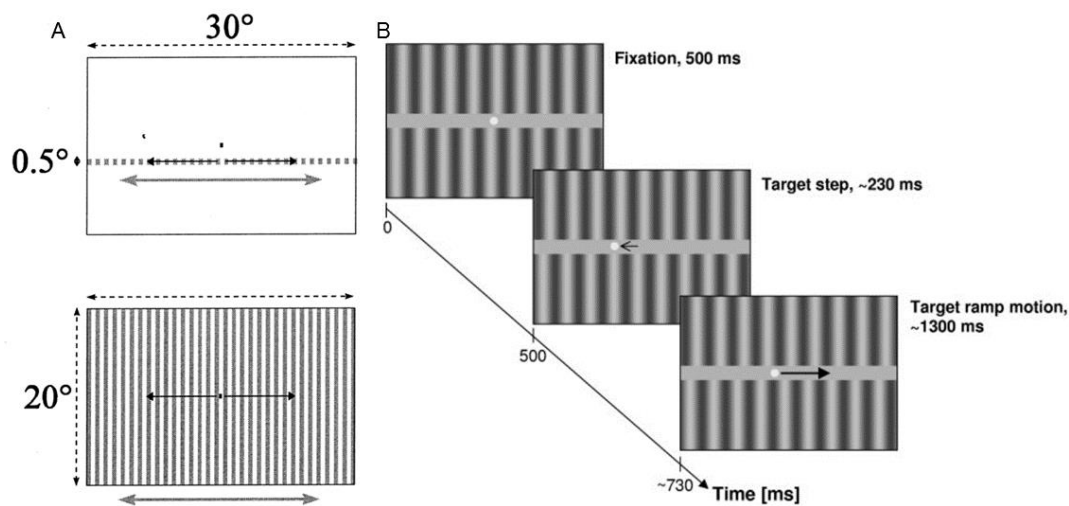 A
30°
0.5°
20°
B
Fixation, 500 ms
0
Target step, ~230 ms
500
Target ramp motion,
~1300 ms
~730
Time [ms]